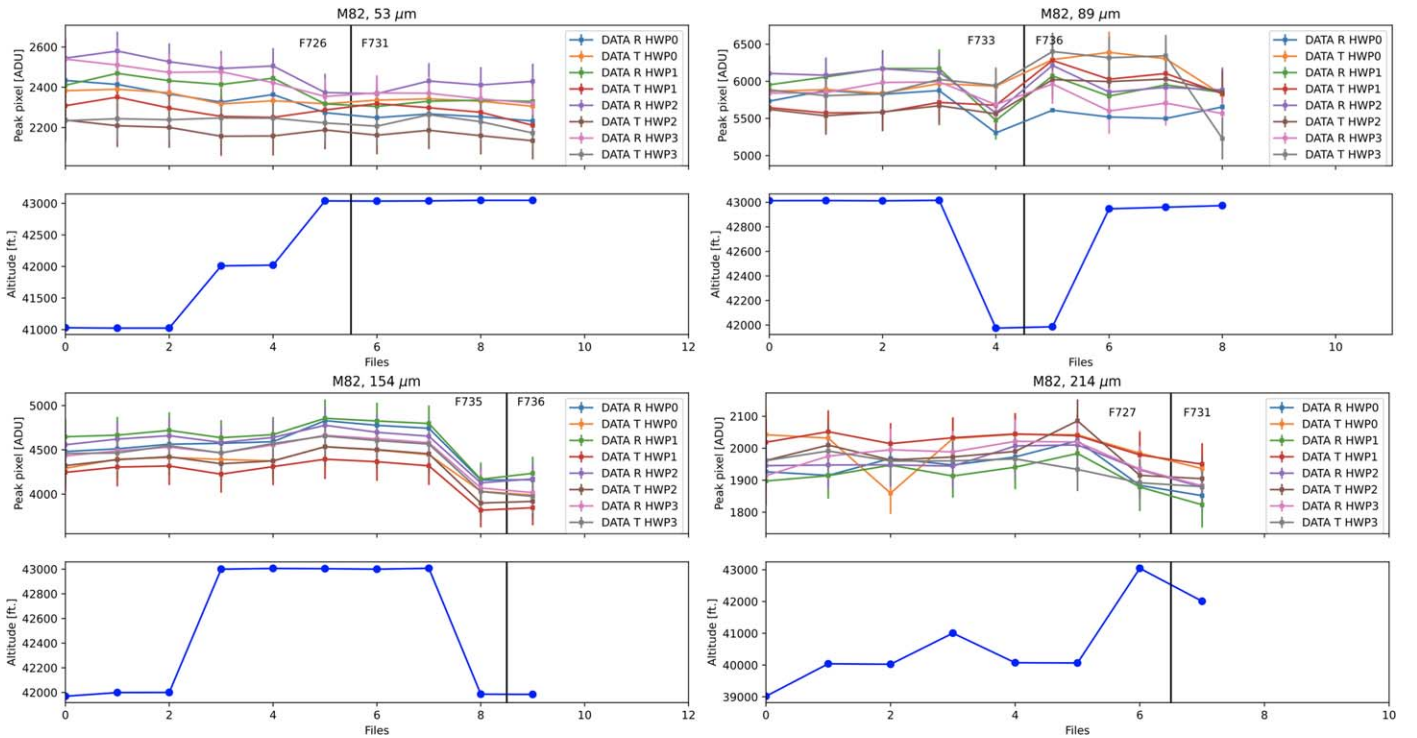 M82, 53 μm
F726
F731
DATA R HWP0
DATA T HWP0
DATA R HWP1
DATA T HWP1
DATA R HWP2
DATA T HWP2
DATA R HWP3
DATA T HWP3
Peak pixel [ADU]
2600
2400
2200
43000
42500
42000
41500
41000
Altitude [ft.]
0 2 4 6 8 10 12
Files
M82, 89 μm
F733
F736
DATA R HWP0
DATA T HWP0
DATA R HWP1
DATA T HWP1
DATA R HWP2
DATA T HWP2
DATA R HWP3
DATA T HWP3
Peak pixel [ADU]
6500
6000
5500
5000
43000
42800
42600
42400
42200
42000
Altitude [ft.]
0 2 4 6 8 10
Files
M82, 154 μm
F735
F736
DATA R HWP0
DATA T HWP0
DATA R HWP1
DATA T HWP1
DATA R HWP2
DATA T HWP2
DATA R HWP3
DATA T HWP3
Peak pixel [ADU]
5000
4500
4000
43000
42800
42600
42400
42200
42000
Altitude [ft.]
0 2 4 6 8 10 12
Files
M82, 214 μm
F727
F731
DATA R HWP0
DATA T HWP0
DATA R HWP1
DATA T HWP1
DATA R HWP2
DATA T HWP2
DATA R HWP3
DATA T HWP3
Peak pixel [ADU]
2100
2000
1900
1800
43000
42000
41000
40000
39000
Altitude [ft.]
0 2 4 6 8 10
Files